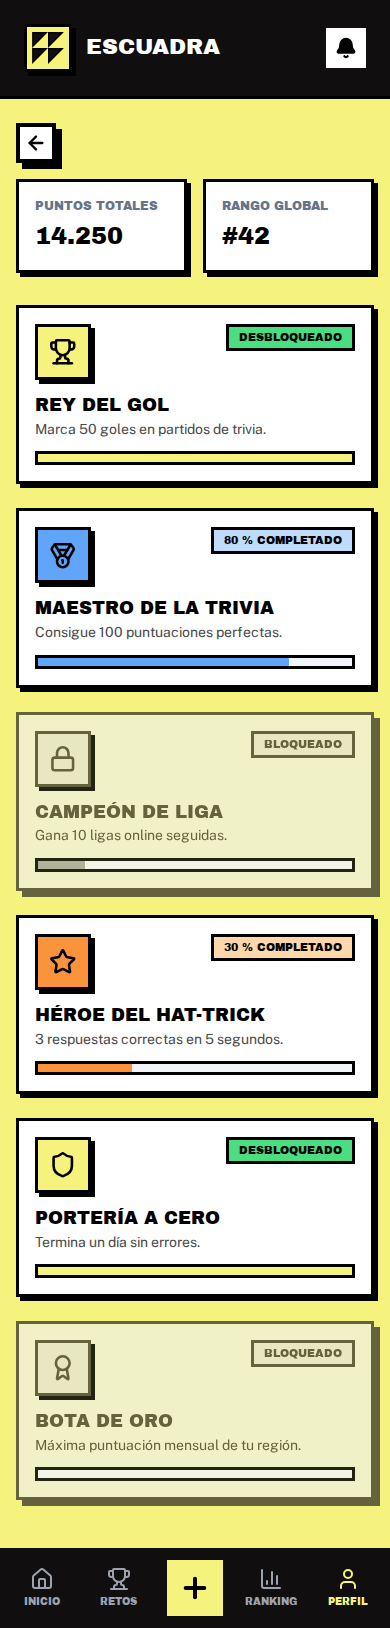 ESCUADRA
PUNTOS TOTALES
14.250
RANGO GLOBAL
#42
DESBLOQUEADO
REY DEL GOL
Marca 50 goles en partidos de trivia.
80 % COMPLETADO
MAESTRO DE LA TRIVIA
Consigue 100 puntuaciones perfectas.
BLOQUEADO
CAMPEÓN DE LIGA
Gana 10 ligas online seguidas.
30 % COMPLETADO
HÉROE DEL HAT-TRICK
3 respuestas correctas en 5 segundos.
DESBLOQUEADO
PORTERÍA A CERO
Termina un día sin errores.
BLOQUEADO
BOTA DE ORO
Máxima puntuación mensual de tu región.
INICIO
RETOS
RANKING
PERFIL